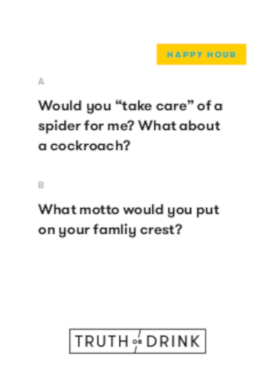 HAPPY HOUR
A
Would you “take care” of a
spider for me? What about
a cockroach?
B
What motto would you put
on your famliy crest?
TRUTH OR DRINK